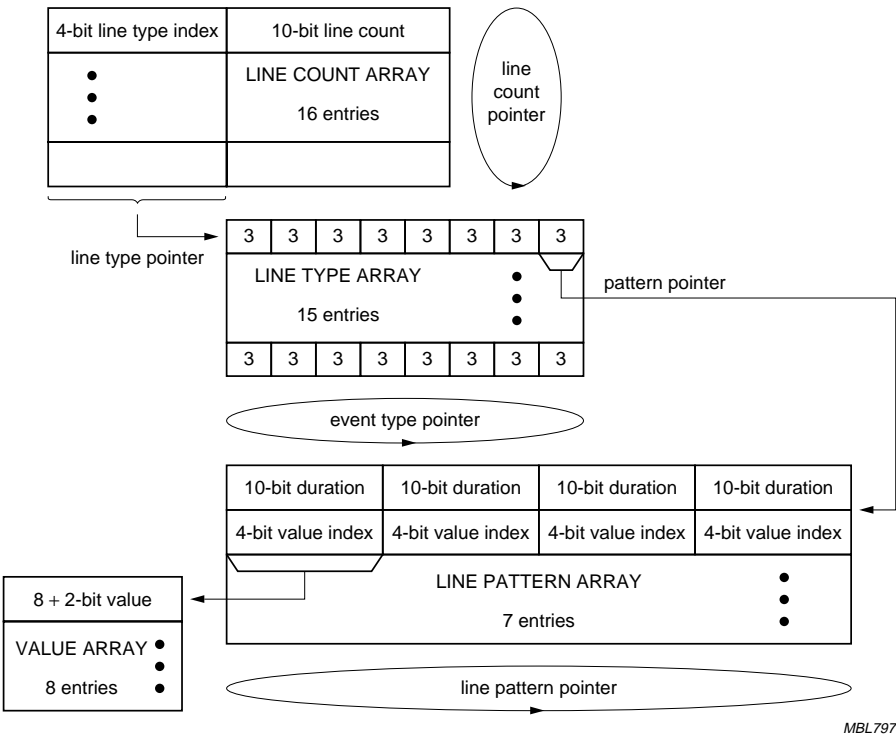 4-bit line type index 10-bit line count
LINE COUNT ARRAY
16 entries
line
count
pointer
line type pointer
3 3 3 3 3 3 3 3
LINE TYPE ARRAY
15 entries
pattern pointer
3 3 3 3 3 3 3 3
event type pointer
10-bit duration 10-bit duration 10-bit duration 10-bit duration
4-bit value index 4-bit value index 4-bit value index 4-bit value index
LINE PATTERN ARRAY
7 entries
8 + 2-bit value
VALUE ARRAY
8 entries
line pattern pointer
MBL797